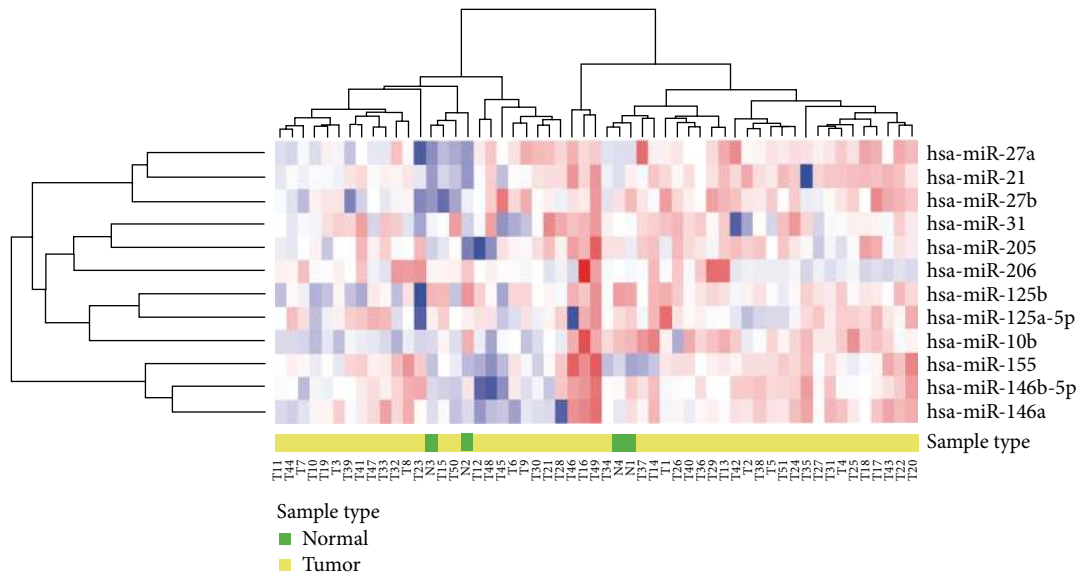 hsa-miR-27a
hsa-miR-21
hsa-miR-27b
hsa-miR-31
hsa-miR-205
hsa-miR-206
hsa-miR-125b
hsa-miR-125a-5p
hsa-miR-10b
hsa-miR-155
hsa-miR-146b-5p
hsa-miR-146a
Sample type
T11 T44 T7 T10 T19 T3 T39 T41 T47 T33 T32 T8 T23 N3 T15 T50 N2 T12 T48 T45 T6 T9 T30 T21 T28 T46 T16 T49 T34 N4 N1 T37 T14 T1 T26 T40 T36 T29 T13 T42 T2 T38 T5 T51 T24 T35 T27 T31 T4 T25 T18 T17 T43 T22 T20
Sample type
Normal
Tumor